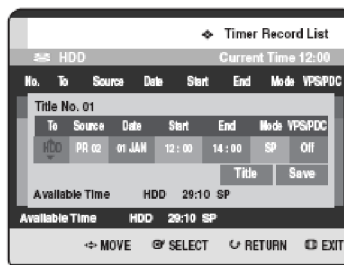 Timer Record List
HDD Current Time 12:00
No. To Source Date Start End Mode VPS/PDC
Title No. 01
To Source Date Start End Mode VPS/PDC
HDD PR 02 01 JAN 12:00 14:00 SP Off
Title Save
Available Time HDD 29:10 SP
Available Time HDD 29:10 SP
MOVE SELECT RETURN EXIT